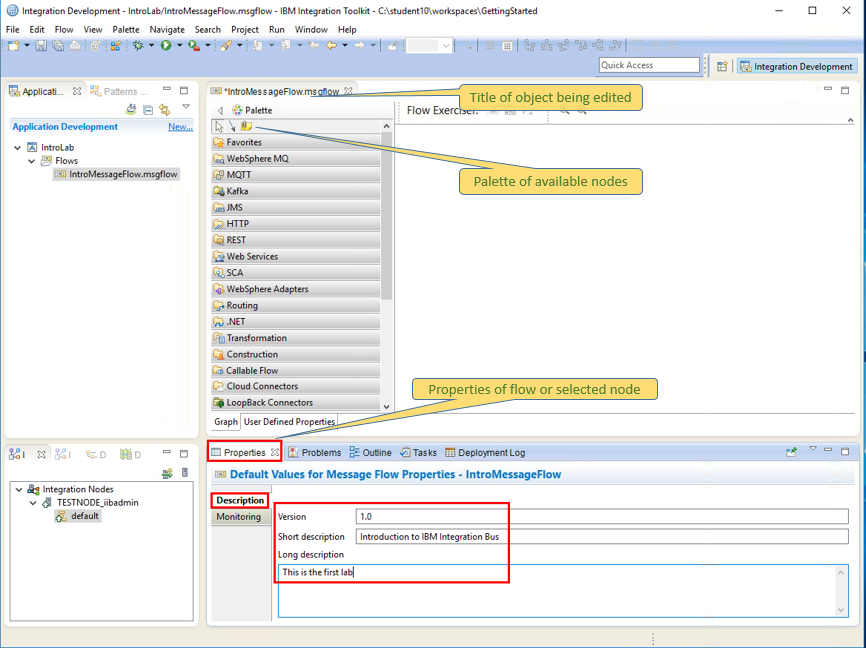 Integration Development - IntroLab/IntroMessageFlow.msgflow - IBM Integration Toolkit - C:\student10\workspaces\GettingStarted
File Edit Flow View Palette Navigate Search Project Run Window Help
Quick Access
Integration Development
Applicati...
Patterns ...
Application Development
New...
IntroLab
Flows
IntroMessageFlow.msgflow
*IntroMessageFlow.msgflow
Palette
Flow Exerciser:
Title of object being edited
Palette of available nodes
Favorites
WebSphere MQ
MQTT
Kafka
JMS
HTTP
REST
Web Services
SCA
WebSphere Adapters
Routing
.NET
Transformation
Construction
Callable Flow
Cloud Connectors
LoopBack Connectors
Graph User Defined Properties
Properties of flow or selected node
I I D D
Integration Nodes
TESTNODE_iibadmin
default
Properties Problems Outline Tasks Deployment Log
Default Values for Message Flow Properties - IntroMessageFlow
Description
Monitoring
Version 1.0
Short description Introduction to IBM Integration Bus
Long description
This is the first lab